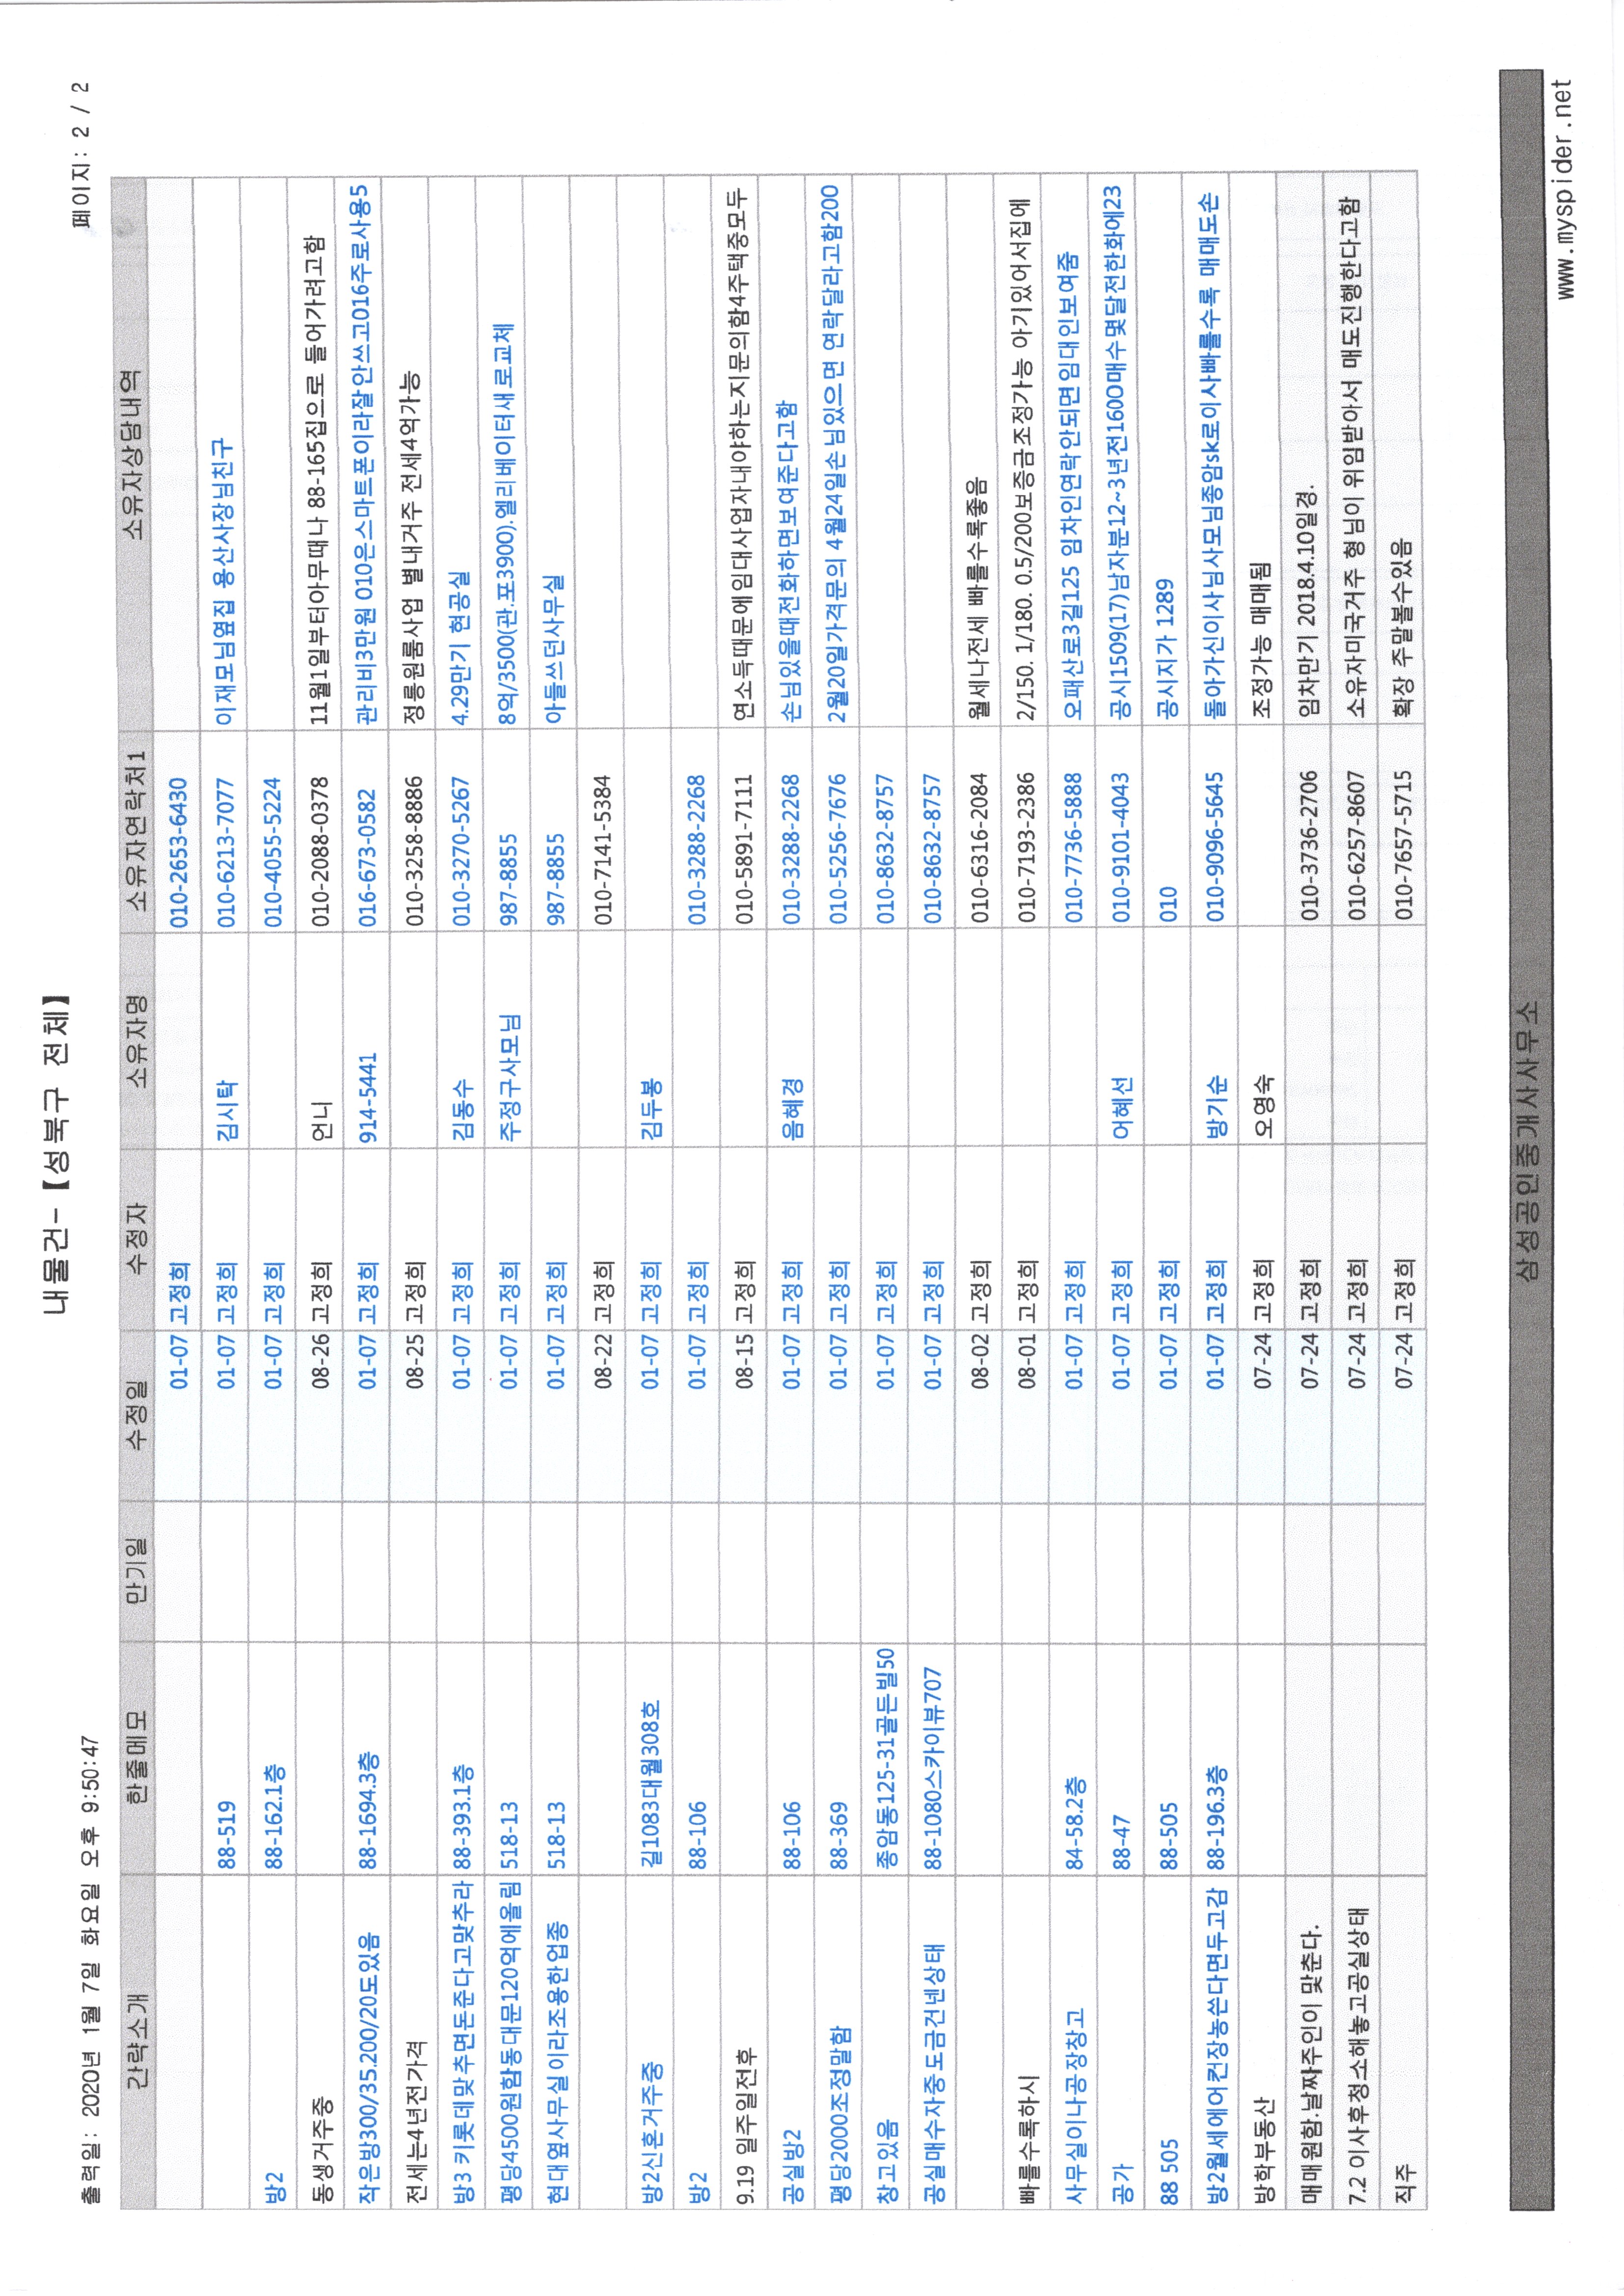 내물건-【성북구 전체】
출력일: 2020년 1월 7일 화요일 오후 9:50:47
페이지: 2 / 2
간략소개 한줄메모 만기일 수정일 수정자 소유자명 소유자연락처1 소유자상담내역
01-07 고정희 010-2653-6430
88-519 01-07 고정희 김시탁 010-6213-7077 이재모님옆집 용산사장님친구
방2 88-162.1층 01-07 고정희 010-4055-5224
동생거주중 08-26 고정희 언니 010-2088-0378 11월1일부터아무때나 88-165집으로 들어가려고함
작은방300/35.200/20도있음 88-1694.3층 01-07 고정희 914-5441 016-673-0582 관리비3만원 010은스마트폰이라잘안쓰고016주로사용5
전세는4년전가격 08-25 고정희 010-3258-8886 정릉원룸사업 별내거주 전세4억가능
방3 키롯데맞추면돈준다고맞추라 88-393.1층 01-07 고정희 김동수 010-3270-5267 4.29만기 현공실
평당4500원함동대문120억에올림 518-13 01-07 고정희 주정구사모님 987-8855 8억/3500(관.포3900).엘리베이터새로교체
현대옆사무실이라조용한업종 518-13 01-07 고정희 987-8855 아들쓰던사무실
08-22 고정희 010-7141-5384
방2신혼거주중 길1083대월308호 01-07 고정희 김두봉
방2 88-106 01-07 고정희 010-3288-2268
9.19 일주일전후 08-15 고정희 010-5891-7111 연소득때문에임대사업자내야하는지문의함4주택중모두
공실방2 88-106 01-07 고정희 음혜경 010-3288-2268 손님있을때전화하면보여준다고함
평당2000조정말함 88-369 01-07 고정희 010-5256-7676 2월20일가격문의 4월24일손님있으면 연락달라고함200
창고있음 종암동125-31골든빌50 01-07 고정희 010-8632-8757
공실매수자중도금건넨상태 88-1080스카이뷰707 01-07 고정희 010-8632-8757
08-02 고정희 010-6316-2084 월세나전세 빠를수록좋음
빠를수록하시 08-01 고정희 010-7193-2386 2/150. 1/180. 0.5/200보증금조정가능 아기있어서집에
사무실이나공장창고 84-58.2층 01-07 고정희 010-7736-5888 오패산로3길125 임차인연락안되면임대인보여줌
공가 88-47 01-07 고정희 어혜선 010-9101-4043 공시1509(17)남자분12~3년전1600매수몇달전한화에23
88 505 88-505 01-07 고정희 010 공시지가 1289
방2월세에어컨장농쓴다면두고감 88-196.3층 01-07 고정희 방기순 010-9096-5645 돌아가신이사님사모님종암sk로이사빠를수록 매매도손
방학부동산 07-24 고정희 오영숙 조정가능 매매됨
매매원함.날짜주인이 맟춘다. 07-24 고정희 010-3736-2706 임차만기 2018.4.10일경.
7.2 이사후청소해놓고공실상태 07-24 고정희 010-6257-8607 소유자미국거주 형님이 위임받아서 매도진행한다고함
직주 07-24 고정희 010-7657-5715 확장 주말볼수있음
삼성공인중개사사무소
www.myspider.net